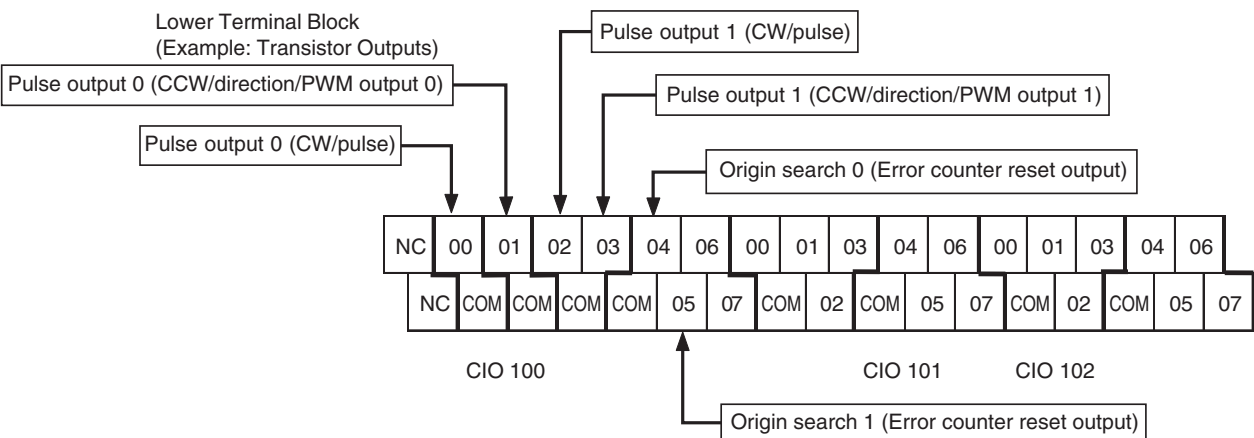 Lower Terminal Block
(Example: Transistor Outputs)
Pulse output 1 (CW/pulse)
Pulse output 0 (CCW/direction/PWM output 0)
Pulse output 1 (CCW/direction/PWM output 1)
Pulse output 0 (CW/pulse)
Origin search 0 (Error counter reset output)
NC 00 01 02 03 04 06 00 01 03 04 06 00 01 03 04 06
NC COM COM COM COM 05 07 COM 02 COM 05 07 COM 02 COM 05 07
CIO 100 CIO 101 CIO 102
Origin search 1 (Error counter reset output)